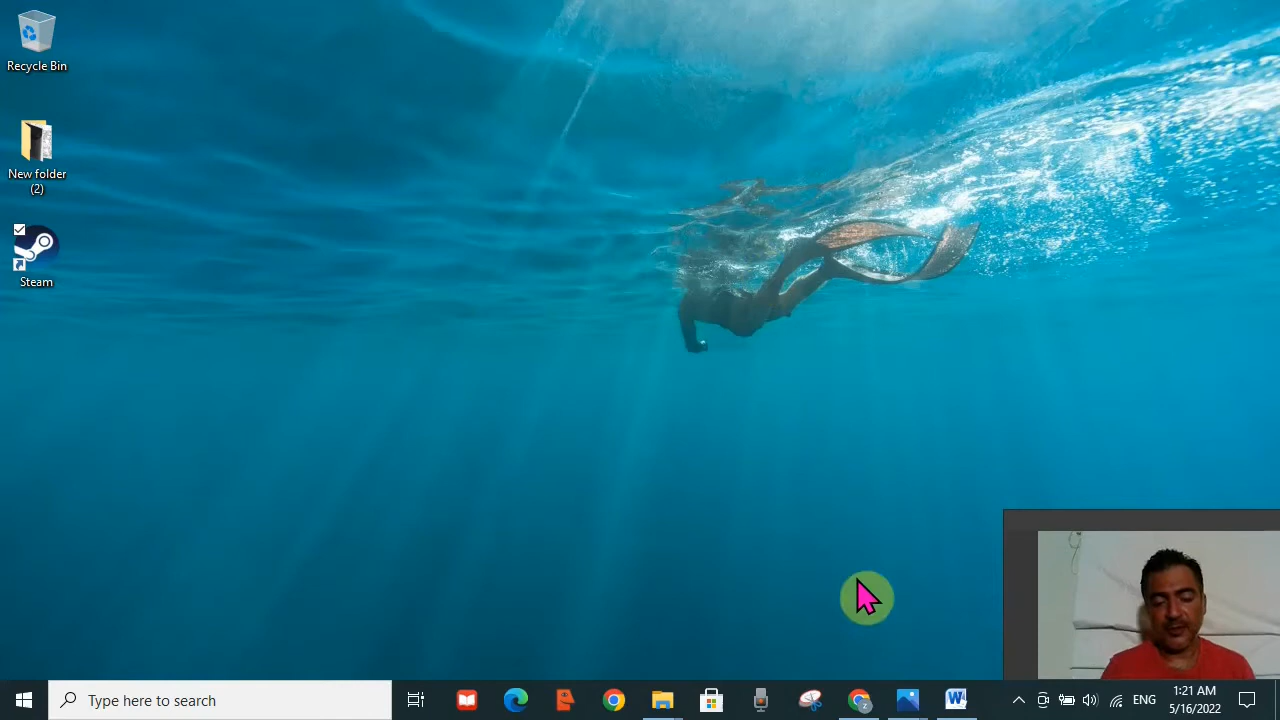 Recycle Bin
New folder
(2)
Steam
Type here to search
ENG
1:21 AM
5/16/2022